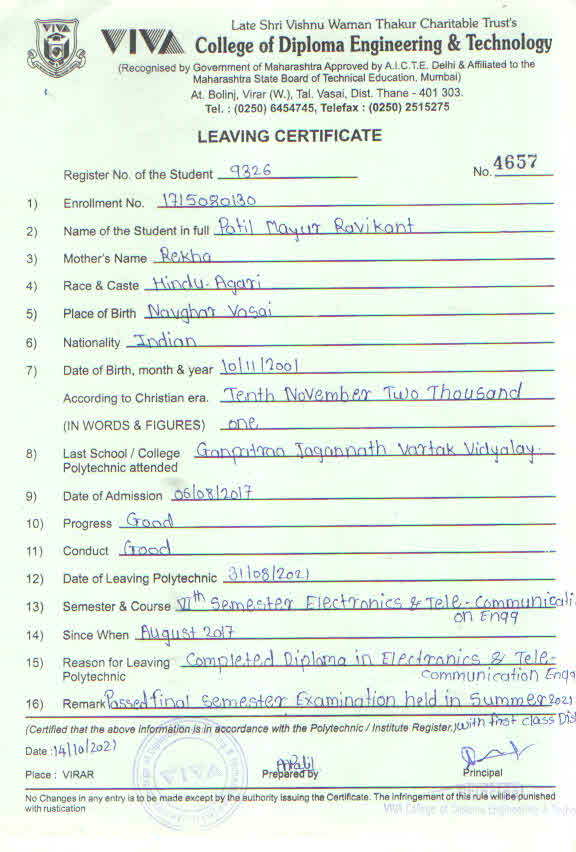 Late Shri Vishnu Waman Thakur Charitable Trust's
VIVA College of Diploma Engineering & Technology
(Recognised by Government of Maharashtra Approved by A.I.C.T.E. Delhi & Affiliated to the
Maharashtra State Board of Technical Education, Mumbai)
At. Bolinj, Virar (W.), Tal. Vasai, Dist. Thane - 401 303.
Tel. : (0250) 6454745, Telefax : (0250) 2515275
LEAVING CERTIFICATE
Register No. of the Student 9326 No. 4657
1) Enrollment No. 1715080130
2) Name of the Student in full Patil Mayur Ravikant
3) Mother's Name Rekha
4) Race & Caste Hindu-Agari
5) Place of Birth Navghar Vasai
6) Nationality Indian
7) Date of Birth, month & year 10/11/2001
According to Christian era. Tenth November Two Thousand
(IN WORDS & FIGURES) one
8) Last School / College Jagannath Vartak Vidyalay.
Polytechnic attended
9) Date of Admission 05/08/2017
10) Progress Good
11) Conduct Good
12) Date of Leaving Polytechnic 31/08/2021
13) Semester & Course VIth Semester Electronics & Tele-Communicati
on Engg
14) Since When August 2017
15) Reason for Leaving Completed Diploma in Electronics & Tele-
Polytechnic Communication Engg
16) Remark Passed final semester Examination held in Summer 2021
(Certified that the above information is in accordance with the Polytechnic / Institute Register.) with first class Dis
Date : 14/10/2021
Place : VIRAR Prepared by Principal
VIVA
No Changes in any entry is to be made except by the authority issuing the Certificate. The infringement of this rule will be punished
with rustication VIVA College of Diploma Engineering & Techno